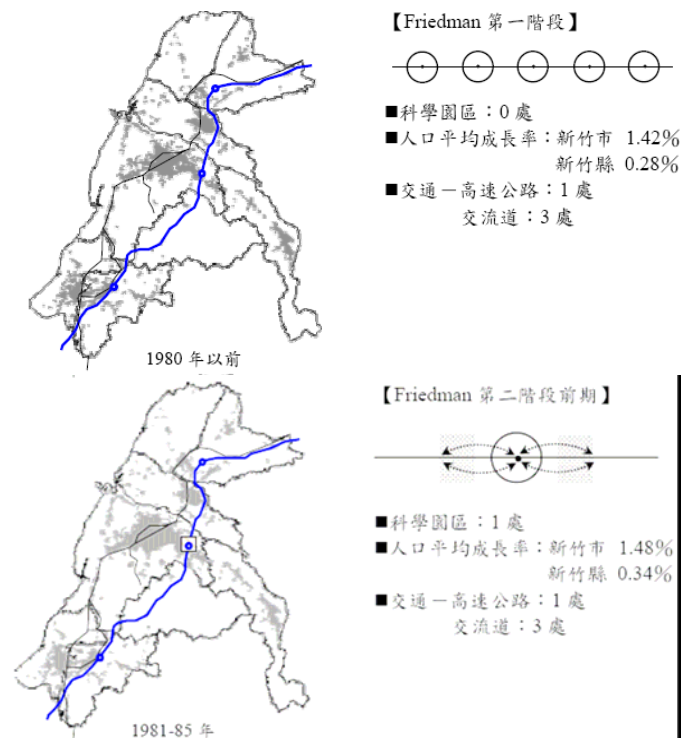 【Friedman 第一階段】
■科學園區：0 處
■人口平均成長率：新竹市 1.42%
新竹縣 0.28%
■交通－高速公路：1 處
交流道：3 處
1980 年以前
【Friedman 第二階段前期】
■科學園區：1 處
■人口平均成長率：新竹市 1.48%
新竹縣 0.34%
■交通－高速公路：1 處
交流道：3 處
1981-85 年